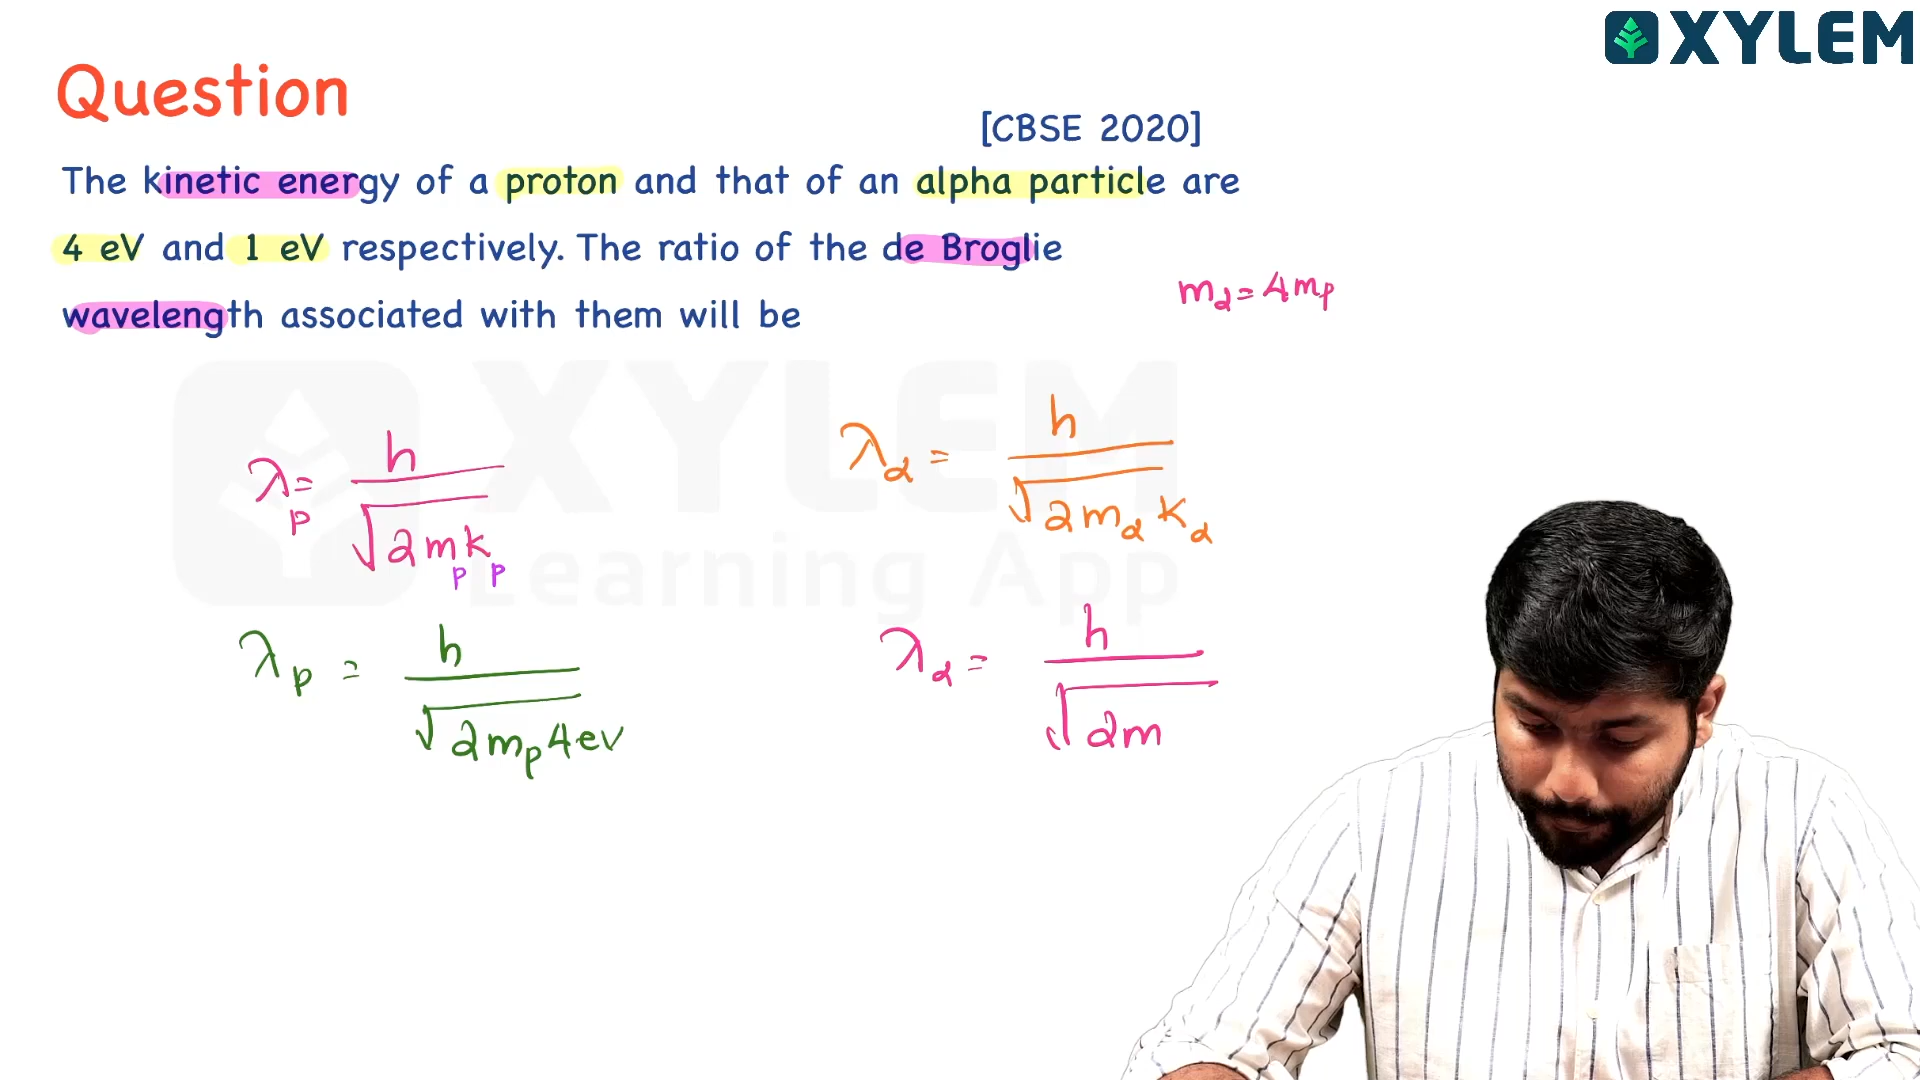 XYLEM
Question
[CBSE 2020]
The kinetic energy of a proton and that of an alpha particle are
4 eV and 1 eV respectively. The ratio of the de Broglie
wavelength associated with them will be
mα = 4mp
XYLEM
Learning App
λp = h / √2mpkp
λα = h / √2mαkα
λp = h / √2mp4ev
λα = h / √2m